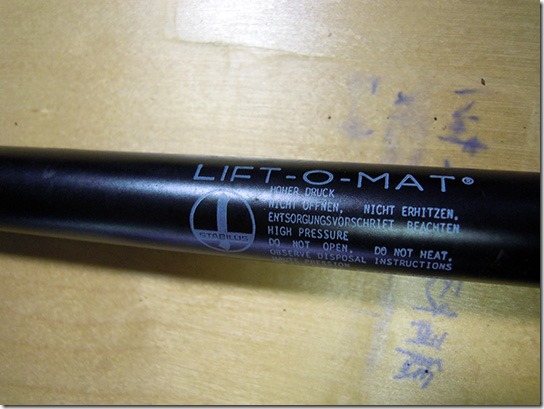 LIFT-O-MAT®
HOHER DRUCK
NICHT ÖFFNEN, NICHT ERHITZEN.
ENTSORGUNGSVORSCHRIFT BEACHTEN
HIGH PRESSURE
DO NOT OPEN. DO NOT HEAT.
OBSERVE DISPOSAL INSTRUCTIONS
STABILUS